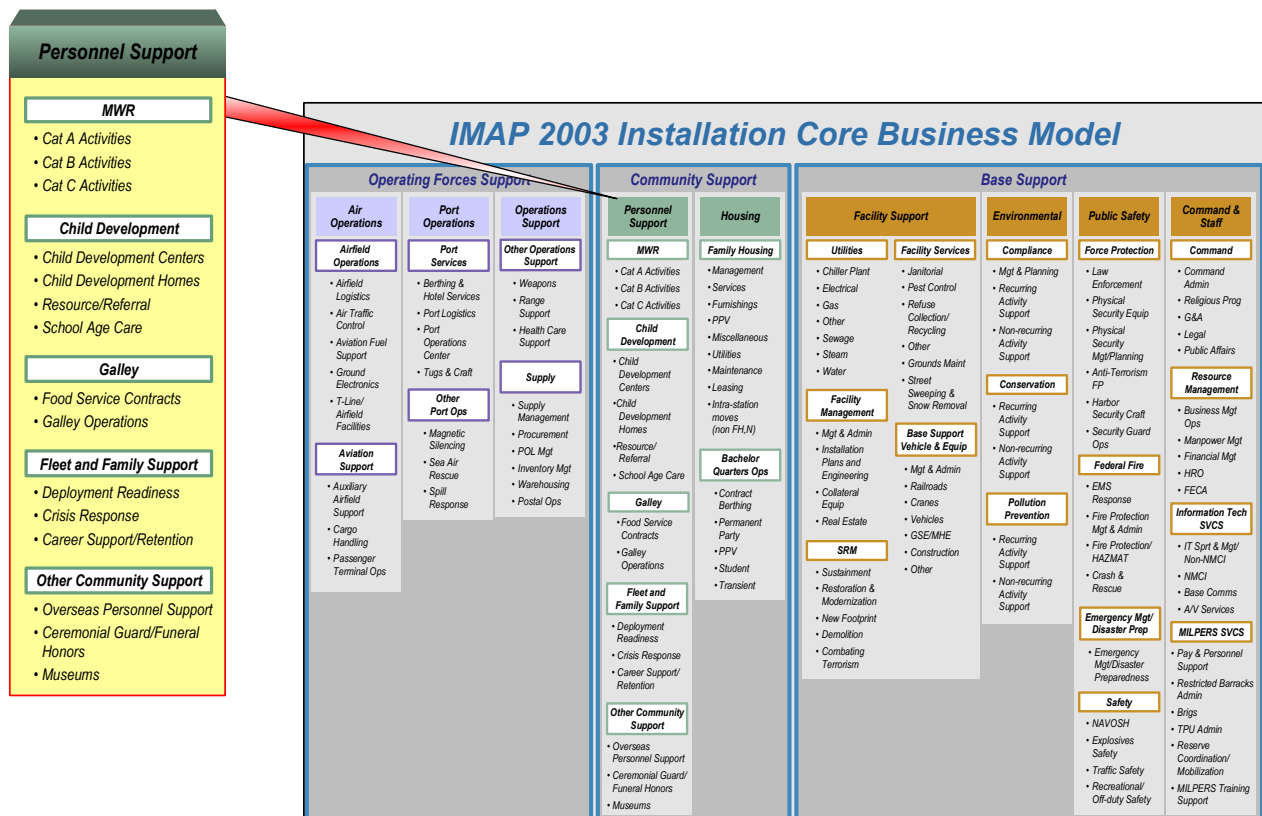 Personnel Support
MWR
• Cat A Activities
• Cat B Activities
• Cat C Activities
Child Development
• Child Development Centers
• Child Development Homes
• Resource/Referral
• School Age Care
Galley
• Food Service Contracts
• Galley Operations
Fleet and Family Support
• Deployment Readiness
• Crisis Response
• Career Support/Retention
Other Community Support
• Overseas Personnel Support
• Ceremonial Guard/Funeral
Honors
• Museums
IMAP 2003 Installation Core Business Model
Operating Forces Support
Air
Operations
Airfield
Operations
• Airfield
Logistics
• Air Traffic
Control
• Aviation Fuel
Support
• Ground
Electronics
• T-Line/
Airfield
Facilities
Aviation
Support
• Auxiliary
Airfield
Support
• Cargo
Handling
• Passenger
Terminal Ops
Port
Operations
Port
Services
• Berthing &
Hotel Services
• Port Logistics
• Port
Operations
Center
• Tugs & Craft
Other
Port Ops
• Magnetic
Silencing
• Sea Air
Rescue
• Spill
Response
Operations
Support
Other Operations
Support
• Weapons
• Range
Support
• Health Care
Support
Supply
• Supply
Management
• Procurement
• POL Mgt
• Inventory Mgt
• Warehousing
• Postal Ops
Community Support
Personnel
Support
MWR
• Cat A Activities
• Cat B Activities
• Cat C Activities
Child
Development
• Child
Development
Centers
• Child
Development
Homes
• Resource/
Referral
• School Age Care
Galley
• Food Service
Contracts
• Galley
Operations
Fleet and
Family Support
• Deployment
Readiness
• Crisis Response
• Career Support/
Retention
Other Community
Support
• Overseas
Personnel Support
• Ceremonial Guard/
Funeral Honors
• Museums
Housing
Family Housing
• Management
• Services
• Furnishings
• PPV
• Miscellaneous
• Utilities
• Maintenance
• Leasing
• Intra-station
moves
(non FH,N)
Bachelor
Quarters Ops
• Contract
Berthing
• Permanent
Party
• PPV
• Student
• Transient
Base Support
Facility Support
Utilities
• Chiller Plant
• Electrical
• Gas
• Other
• Sewage
• Steam
• Water
Facility
Management
• Mgt & Admin
• Installation
Plans and
Engineering
• Collateral
Equip
• Real Estate
SRM
• Sustainment
• Restoration &
Modernization
• New Footprint
• Demolition
• Combating
Terrorism
Facility Services
• Janitorial
• Pest Control
• Refuse
Collection/
Recycling
• Other
• Grounds Maint
• Street
Sweeping &
Snow Removal
Base Support
Vehicle & Equip
• Mgt & Admin
• Railroads
• Cranes
• Vehicles
• GSE/MHE
• Construction
• Other
Environmental
Compliance
• Mgt & Planning
• Recurring
Activity
Support
• Non-recurring
Activity
Support
Conservation
• Recurring
Activity
Support
• Non-recurring
Activity
Support
Pollution
Prevention
• Recurring
Activity
Support
• Non-recurring
Activity
Support
Public Safety
Force Protection
• Law
Enforcement
• Physical
Security Equip
• Physical
Security
Mgt/Planning
• Anti-Terrorism
FP
• Harbor
Security Craft
• Security Guard
Ops
Federal Fire
• EMS
Response
• Fire Protection
Mgt & Admin
• Fire Protection/
HAZMAT
• Crash &
Rescue
Emergency Mgt/
Disaster Prep
• Emergency
Mgt/Disaster
Preparedness
Safety
• NAVOSH
• Explosives
Safety
• Traffic Safety
• Recreational/
Off-duty Safety
Command &
Staff
Command
• Command
Admin
• Religious Prog
• G&A
• Legal
• Public Affairs
Resource
Management
• Business Mgt
Ops
• Manpower Mgt
• Financial Mgt
• HRO
• FECA
Information Tech
SVCS
• IT Sprt & Mgt/
Non-NMCI
• NMCI
• Base Comms
• A/V Services
MILPERS SVCS
• Pay & Personnel
Support
• Restricted Barracks
Admin
• Brigs
• TPU Admin
• Reserve
Coordination/
Mobilization
• MILPERS Training
Support